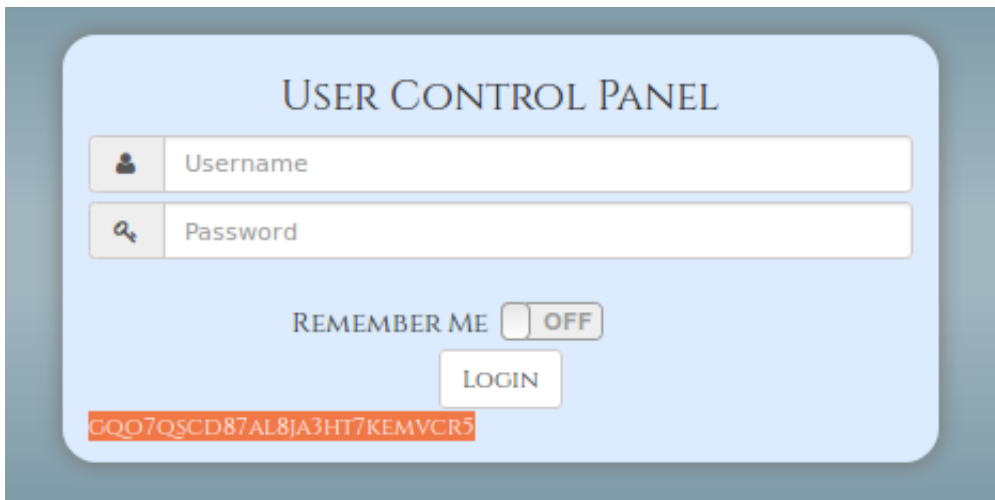 User Control Panel
Username
Password
Remember Me OFF
Login
gqo7qscd87al8ja3ht7kemvcr5